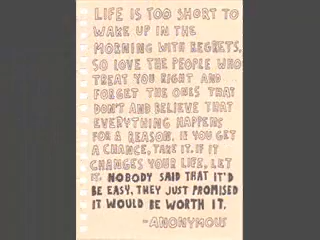 LIFE IS TOO SHORT TO
WAKE UP IN THE
MORNING WITH REGRETS,
SO LOVE THE PEOPLE WHO
TREAT YOU RIGHT AND
FORGET THE ONES THAT
DON'T AND BELIEVE THAT
EVERYTHING HAPPENS
FOR A REASON. IF YOU GET
A CHANCE, TAKE IT. IF IT
CHANGES YOUR LIFE, LET
IT. NOBODY SAID THAT IT'D
BE EASY, THEY JUST PROMISED
IT WOULD BE WORTH IT.
-ANONYMOUS